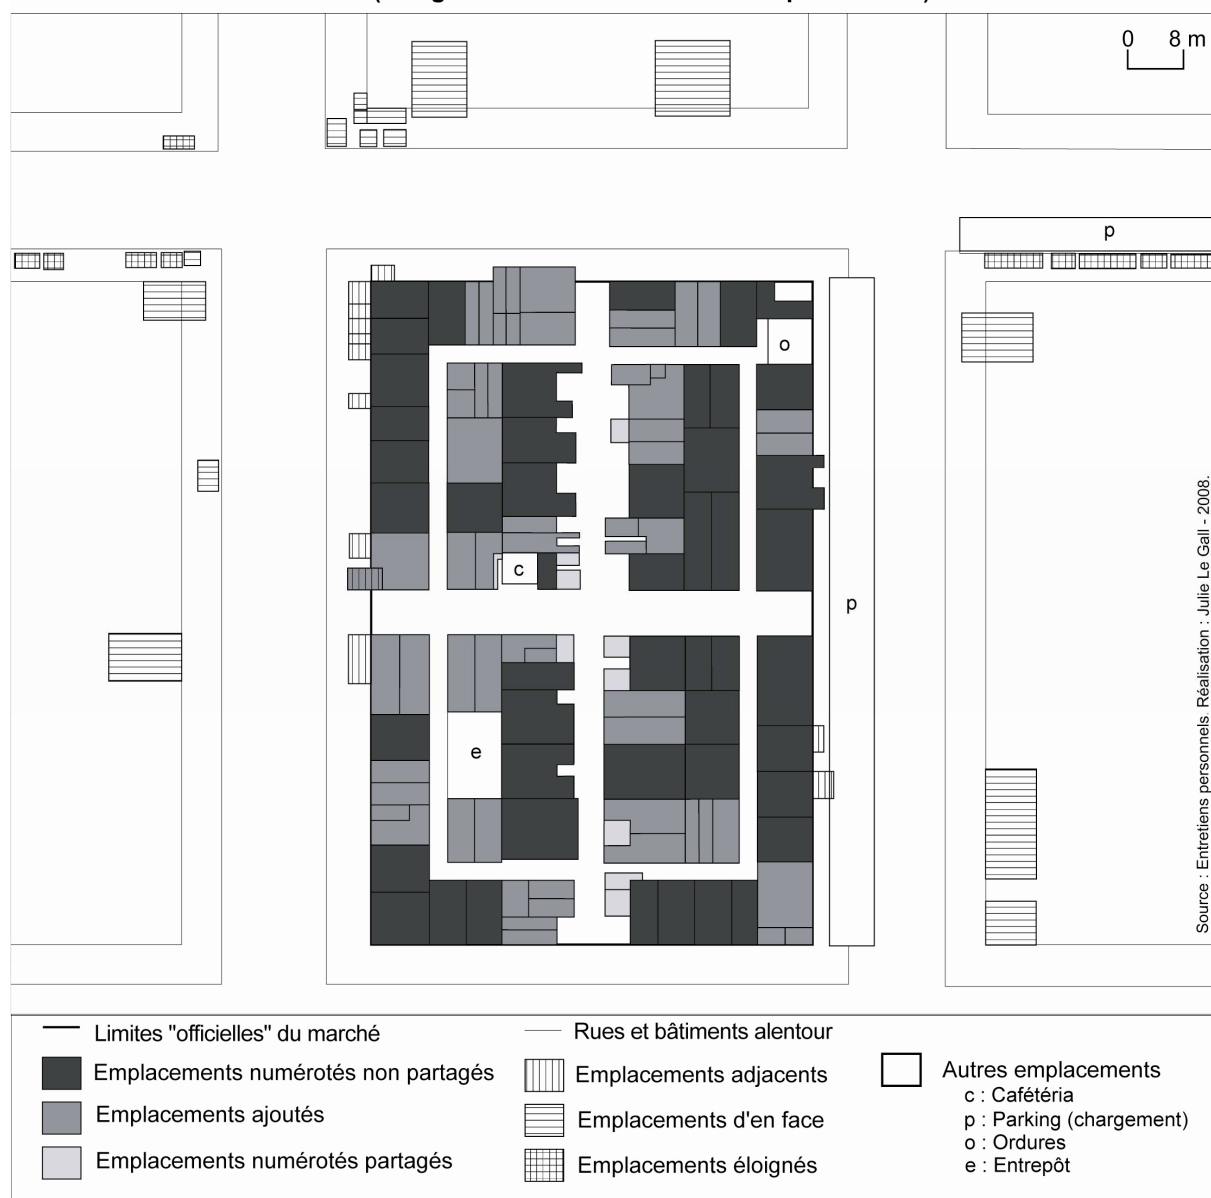 0 8 m
p
o
c
p
e
Source : Entretiens personnels. Réalisation : Julie Le Gall - 2008.
Limites "officielles" du marché
Emplacements numérotés non partagés
Emplacements ajoutés
Emplacements numérotés partagés
Rues et bâtiments alentour
Emplacements adjacents
Emplacements d'en face
Emplacements éloignés
Autres emplacements
c : Cafétéria
p : Parking (chargement)
o : Ordures
e : Entrepôt